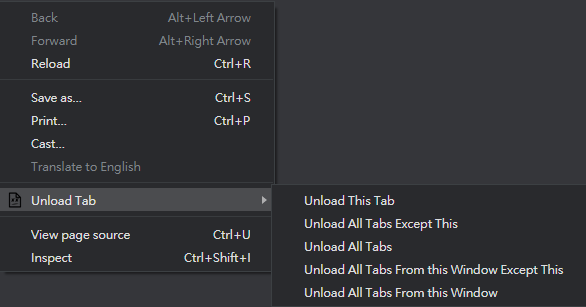 Back Alt+Left Arrow
Forward Alt+Right Arrow
Reload Ctrl+R
Save as... Ctrl+S
Print... Ctrl+P
Cast...
Translate to English
Unload Tab
View page source Ctrl+U
Inspect Ctrl+Shift+I
Unload This Tab
Unload All Tabs Except This
Unload All Tabs
Unload All Tabs From this Window Except This
Unload All Tabs From this Window